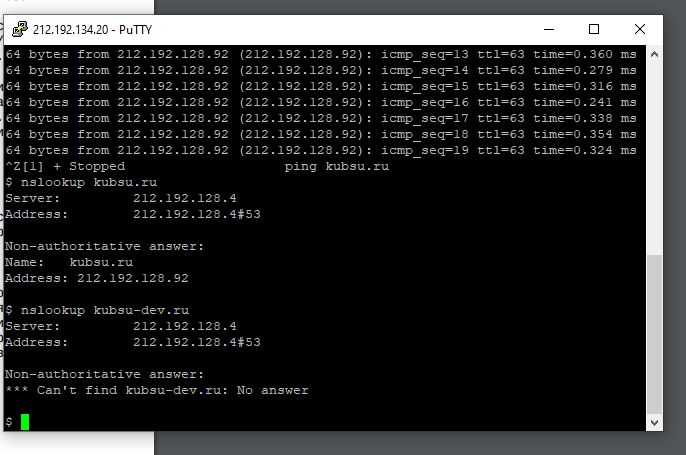 212.192.134.20 - PuTTY
64 bytes from 212.192.128.92 (212.192.128.92): icmp_seq=13 ttl=63 time=0.360 ms
64 bytes from 212.192.128.92 (212.192.128.92): icmp_seq=14 ttl=63 time=0.279 ms
64 bytes from 212.192.128.92 (212.192.128.92): icmp_seq=15 ttl=63 time=0.316 ms
64 bytes from 212.192.128.92 (212.192.128.92): icmp_seq=16 ttl=63 time=0.241 ms
64 bytes from 212.192.128.92 (212.192.128.92): icmp_seq=17 ttl=63 time=0.338 ms
64 bytes from 212.192.128.92 (212.192.128.92): icmp_seq=18 ttl=63 time=0.354 ms
64 bytes from 212.192.128.92 (212.192.128.92): icmp_seq=19 ttl=63 time=0.324 ms
^Z[1] + Stopped                    ping kubsu.ru
$ nslookup kubsu.ru
Server:         212.192.128.4
Address:        212.192.128.4#53
Non-authoritative answer:
Name:   kubsu.ru
Address: 212.192.128.92
$ nslookup kubsu-dev.ru
Server:         212.192.128.4
Address:        212.192.128.4#53
Non-authoritative answer:
*** Can't find kubsu-dev.ru: No answer
$